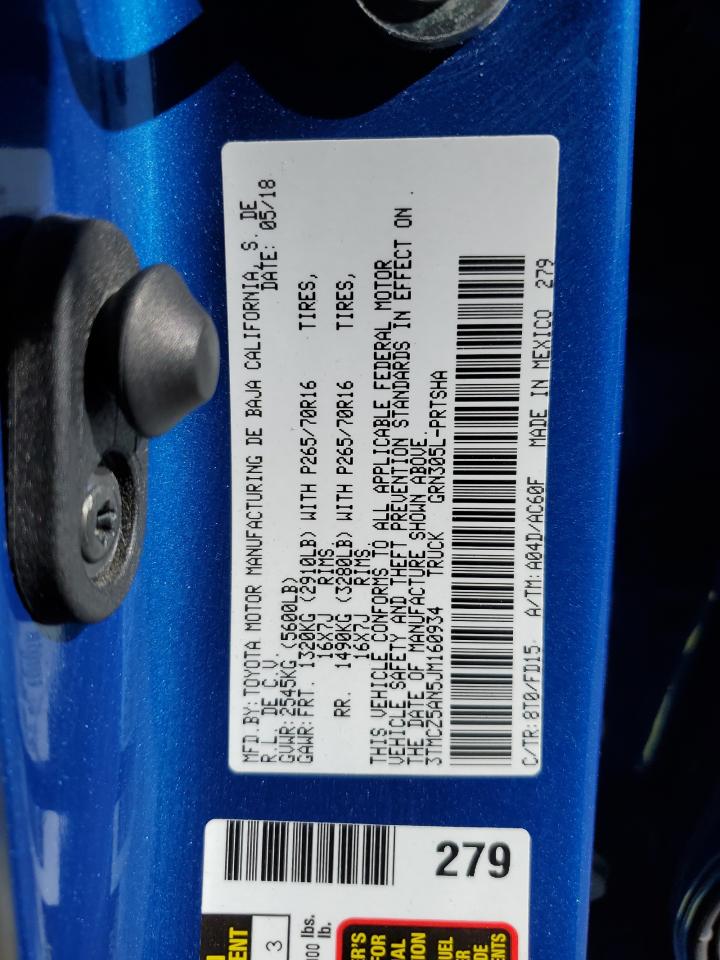 MFD.BY: TOYOTA MOTOR MANUFACTURING DE BAJA CALIFORNIA, S. DE
R.L. DE C.V. DATE: 05/18
GVWR: 2545KG (5600LB)
GAWR: FRT. 1320KG (2910LB) WITH P265/70R16 TIRES,
16X7J RIMS.
RR. 1490KG (3280LB) WITH P265/70R16 TIRES,
16X7J RIMS.
THIS VEHICLE CONFORMS TO ALL APPLICABLE FEDERAL MOTOR
VEHICLE SAFETY AND THEFT PREVENTION STANDARDS IN EFFECT ON
THE DATE OF MANUFACTURE SHOWN ABOVE.
3TMCZ5AN5JM160934 TRUCK GRN305L-PRTSHA
C/TR: 8T0/FD15 A/TM: A04D/AC60F MADE IN MEXICO 279
279
3
lbs.
lb.